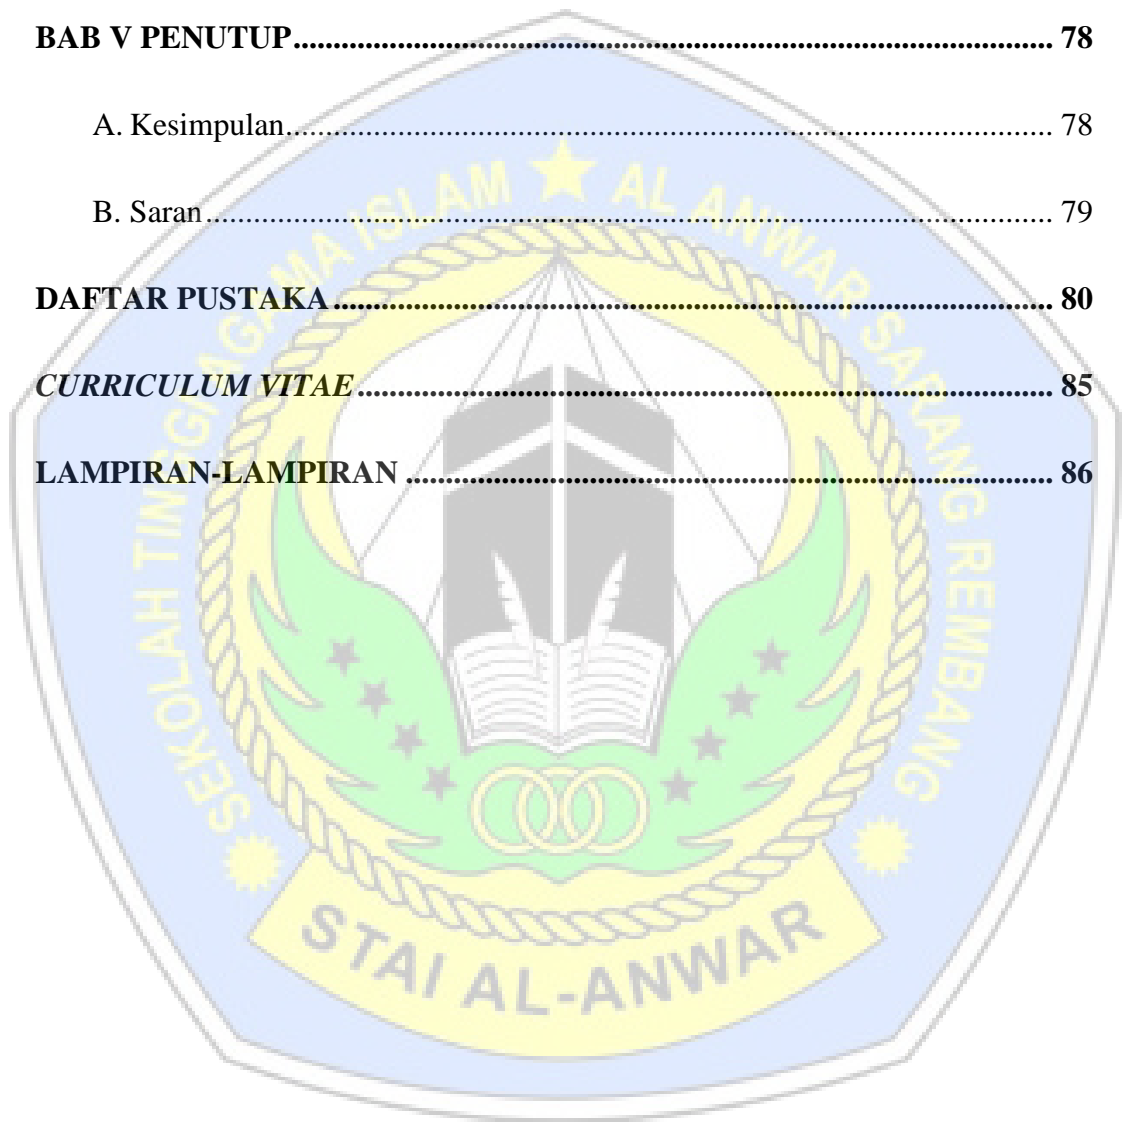 BAB V PENUTUP........................................................................................................................ 78
A. Kesimpulan.................................................................................................... 78
B. Saran............................................................................................................... 79
DAFTAR PUSTAKA................................................................................................................. 80
CURRICULUM VITAE............................................................................................................. 85
LAMPIRAN-LAMPIRAN ........................................................................................................ 86
SEKOLAH TINGGI AGAMA ISLAM ★ AL ANWAR SARANG REMBANG
STAI AL-ANWAR